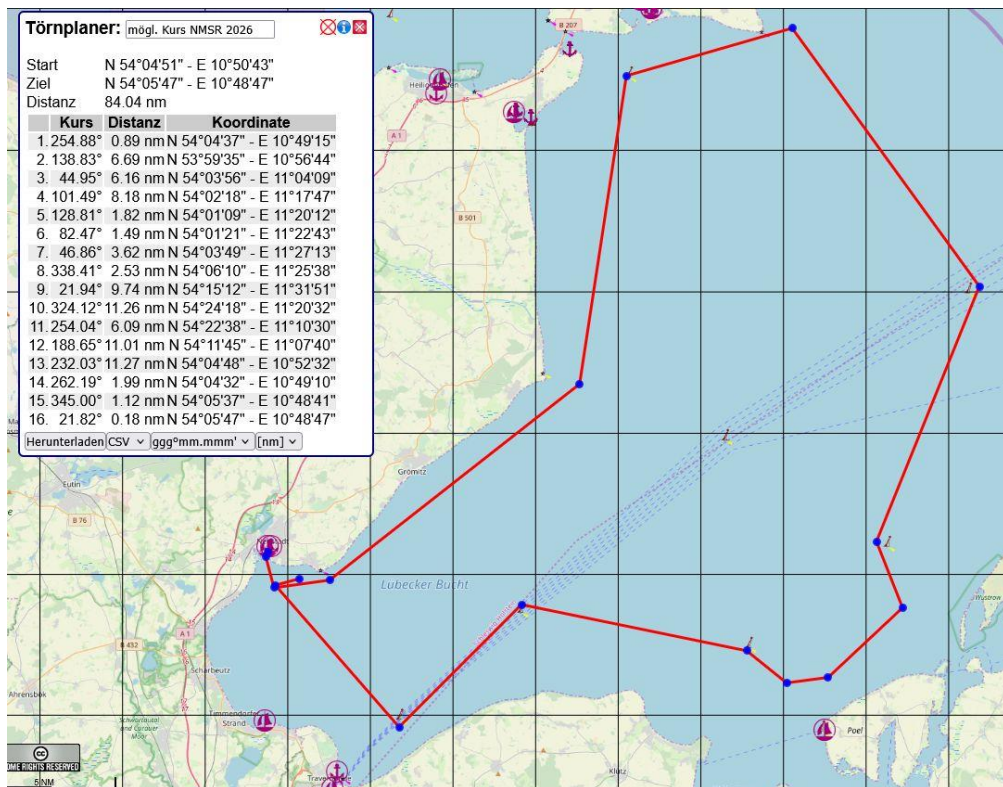 Törnplaner: mögl. Kurs NMSR 2026
Start N 54°04'51" - E 10°50'43"
Ziel N 54°05'47" - E 10°48'47"
Distanz 84.04 nm
Kurs Distanz Koordinate
1. 254.88° 0.89 nm N 54°04'37" - E 10°49'15"
2. 138.83° 6.69 nm N 53°59'35" - E 10°56'44"
3. 44.95° 6.16 nm N 54°03'56" - E 11°04'09"
4. 101.49° 8.18 nm N 54°02'18" - E 11°17'47"
5. 128.81° 1.82 nm N 54°01'09" - E 11°20'12"
6. 82.47° 1.49 nm N 54°01'21" - E 11°22'43"
7. 46.86° 3.62 nm N 54°03'49" - E 11°27'13"
8. 338.41° 2.53 nm N 54°06'10" - E 11°25'38"
9. 21.94° 9.74 nm N 54°15'12" - E 11°31'51"
10. 324.12° 11.26 nm N 54°24'18" - E 11°20'32"
11. 254.04° 6.09 nm N 54°22'38" - E 11°10'30"
12. 188.65° 11.01 nm N 54°11'45" - E 11°07'40"
13. 232.03° 11.27 nm N 54°04'48" - E 10°52'32"
14. 262.19° 1.99 nm N 54°04'32" - E 10°49'10"
15. 345.00° 1.12 nm N 54°05'37" - E 10°48'41"
16. 21.82° 0.18 nm N 54°05'47" - E 10°48'47"
Herunterladen CSV ggg°mm.mmm' [nm]
B 207
A 1
B 501
Grömitz
Eutin
B 76
Lübecker Bucht
A 1
B 432
Scharbeutz
Wustrow
Ahrensbök
Timmendorfer
Strand
Poel
Klütz
cc
OME RIGHTS RESERVED
5 NM